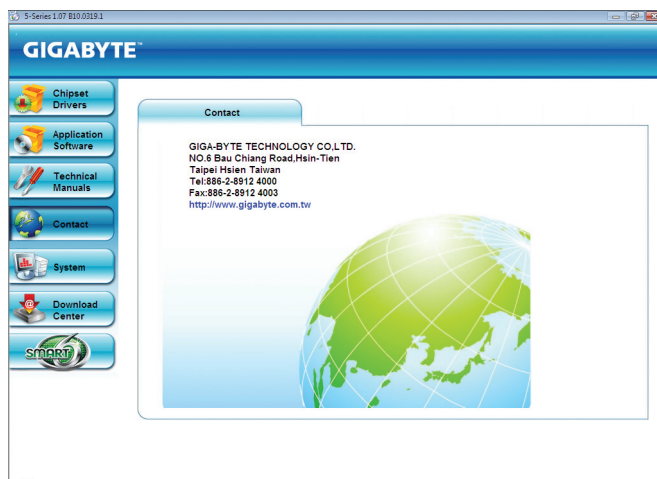 5-Series 1.07 B10.0319.1
GIGABYTE™
Chipset
Drivers
Application
Software
Technical
Manuals
Contact
System
Download
Center
SMART
Contact
GIGA-BYTE TECHNOLOGY CO,LTD.
NO.6 Bau Chiang Road,Hsin-Tien
Taipei Hsien Taiwan
Tel:886-2-8912 4000
Fax:886-2-8912 4003
http://www.gigabyte.com.tw